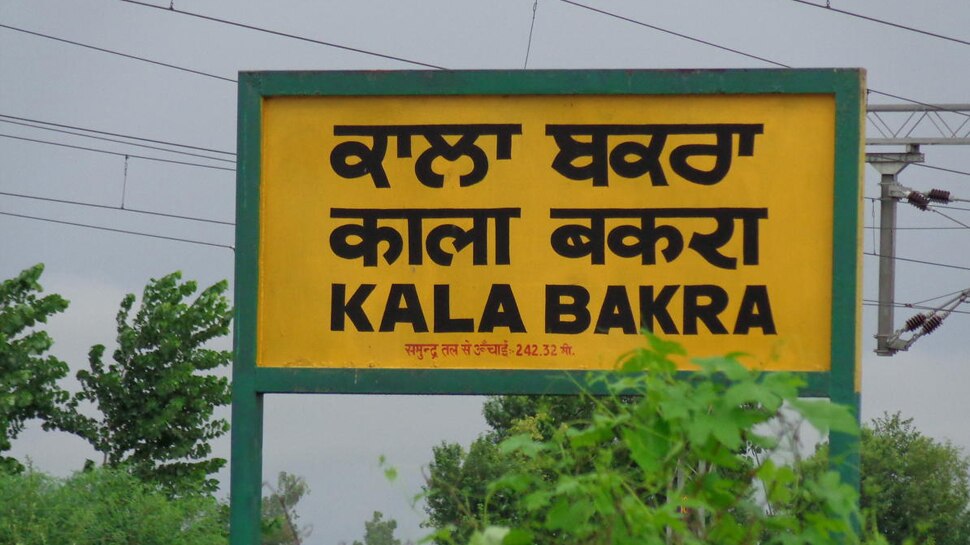 ਕਾਲਾ ਬਕਰਾ
काला बकरा
KALA BAKRA
समुन्द्र तल से ऊँचाई:-242.32 मी.